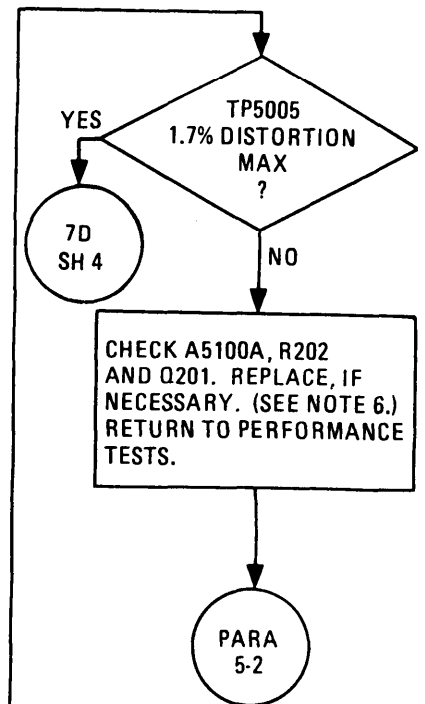 TP5005
1.7% DISTORTION
MAX
?
YES
7D
SH 4
NO
CHECK A5100A, R202
AND Q201. REPLACE, IF
NECESSARY. (SEE NOTE 6.)
RETURN TO PERFORMANCE
TESTS.
PARA
5-2